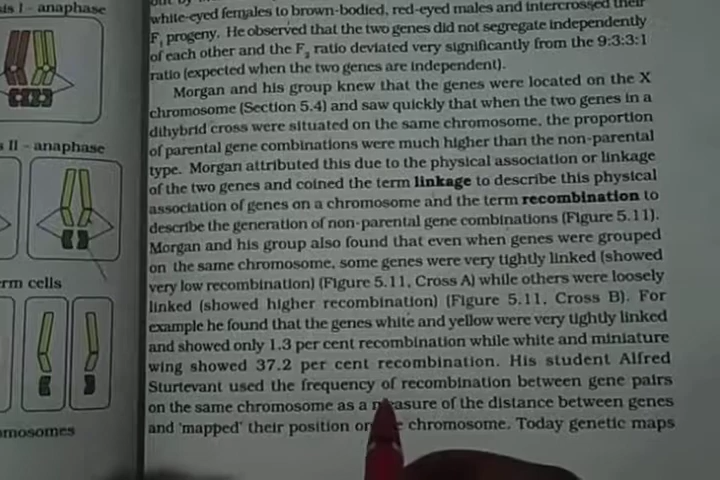 is I - anaphase
II - anaphase
rm cells
mosomes
white-eyed females to brown-bodied, red-eyed males and intercrossed their
F1 progeny. He observed that the two genes did not segregate independently
of each other and the F2 ratio deviated very significantly from the 9:3:3:1
ratio (expected when the two genes are independent).
Morgan and his group knew that the genes were located on the X
chromosome (Section 5.4) and saw quickly that when the two genes in a
dihybrid cross were situated on the same chromosome, the proportion
of parental gene combinations were much higher than the non-parental
type. Morgan attributed this due to the physical association or linkage
of the two genes and coined the term linkage to describe this physical
association of genes on a chromosome and the term recombination to
describe the generation of non-parental gene combinations (Figure 5.11).
Morgan and his group also found that even when genes were grouped
on the same chromosome, some genes were very tightly linked (showed
very low recombination) (Figure 5.11, Cross A) while others were loosely
linked (showed higher recombination) (Figure 5.11, Cross B). For
example he found that the genes white and yellow were very tightly linked
and showed only 1.3 per cent recombination while white and miniature
wing showed 37.2 per cent recombination. His student Alfred
Sturtevant used the frequency of recombination between gene pairs
on the same chromosome as a measure of the distance between genes
and 'mapped' their position on chromosome. Today genetic maps